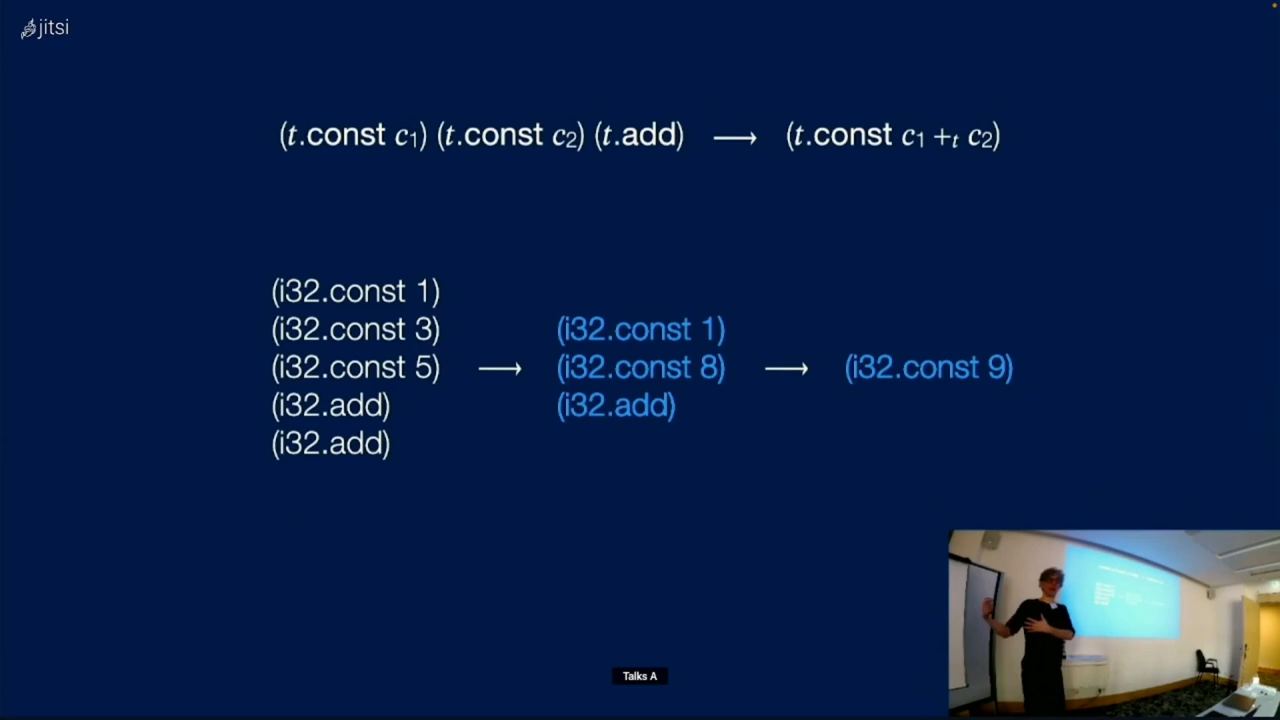 jitsi
(t.const c₁) (t.const c₂) (t.add) ⟶ (t.const c₁ +ₜ c₂)
(i32.const 1)
(i32.const 3) (i32.const 1)
(i32.const 5) ⟶ (i32.const 8) ⟶ (i32.const 9)
(i32.add) (i32.add)
(i32.add)
Talks A